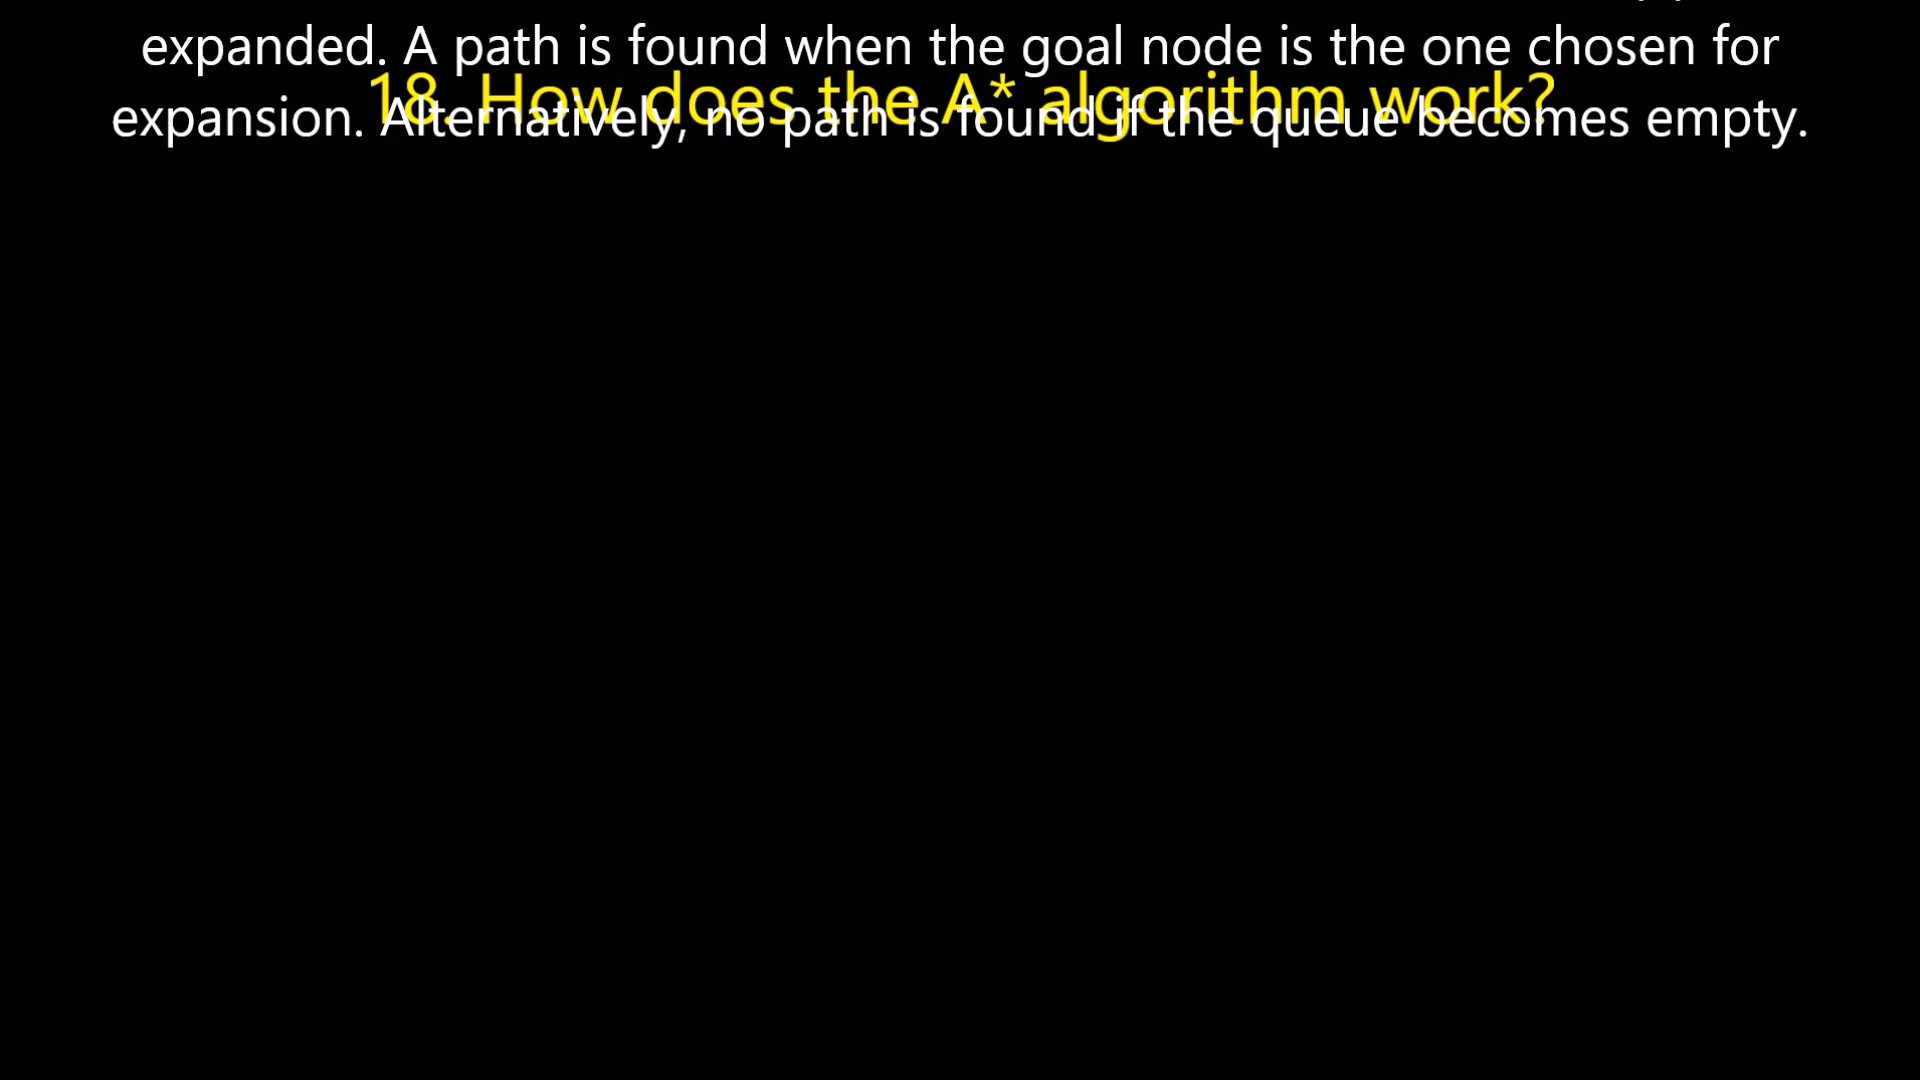 expanded. A path is found when the goal node is the one chosen for
18. How does the A* algorithm work?
expansion. Alternatively, no path is found if the queue becomes empty.